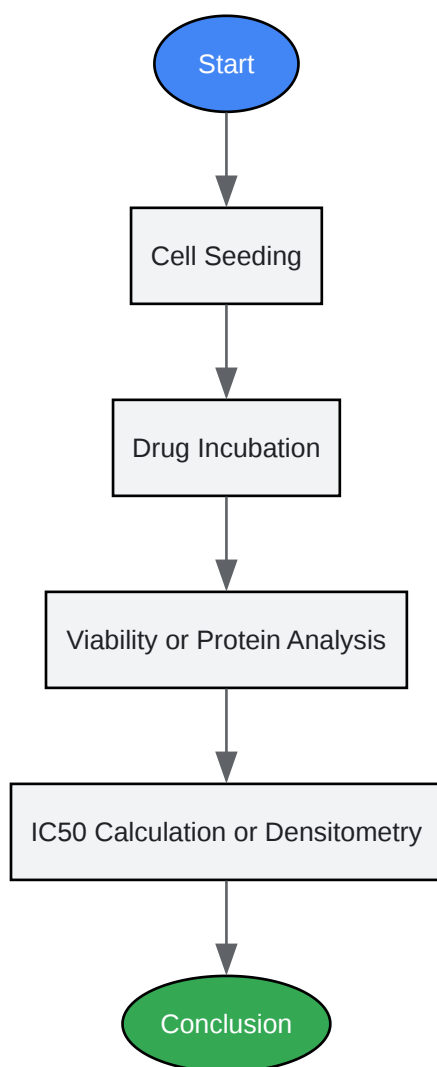 Start
Cell Seeding
Drug Incubation
Viability or Protein Analysis
IC50 Calculation or Densitometry
Conclusion